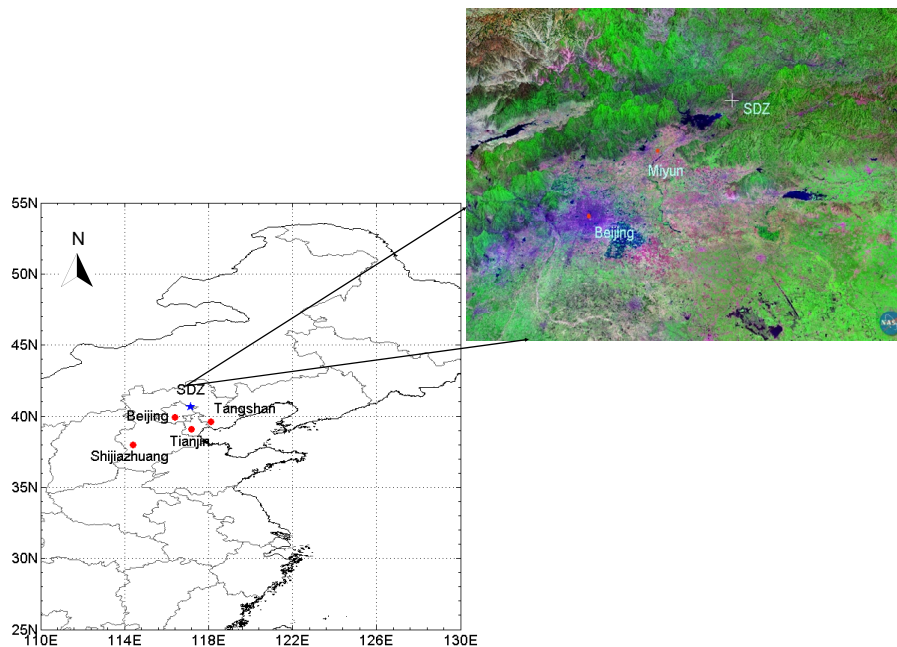 SDZ
Miyun
Beijing
NASA
55N
N
50N
45N
SDZ
Tangshan
Beijing
40N
Tianjin
Shijiazhuang
35N
30N
25N
110E 114E 118E 122E 126E 130E